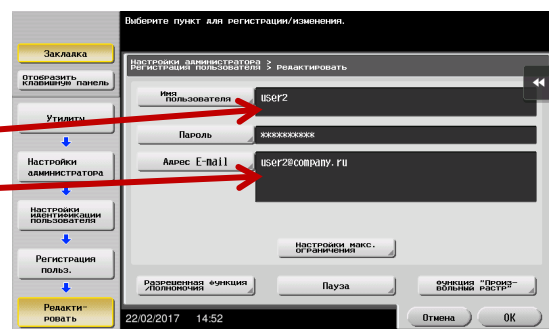 Выберите пункт для регистрации/изменения.
Закладка
Отобразить
клавишную панель
Настройки администратора >
Регистрация пользователя > Редактировать
Имя
пользователя
user2
Утилиты
Пароль
**********
Настройки
администратора
Адрес E-mail
user2@company.ru
Настройки
идентификации
пользователя
Регистрация
польз.
Настройки макс.
ограничения
Разрешенная функция
/Полномочия
Пауза
Функция "Произ-
вольный растр"
Редакти-
ровать
22/02/2017 14:52
Отмена
OK